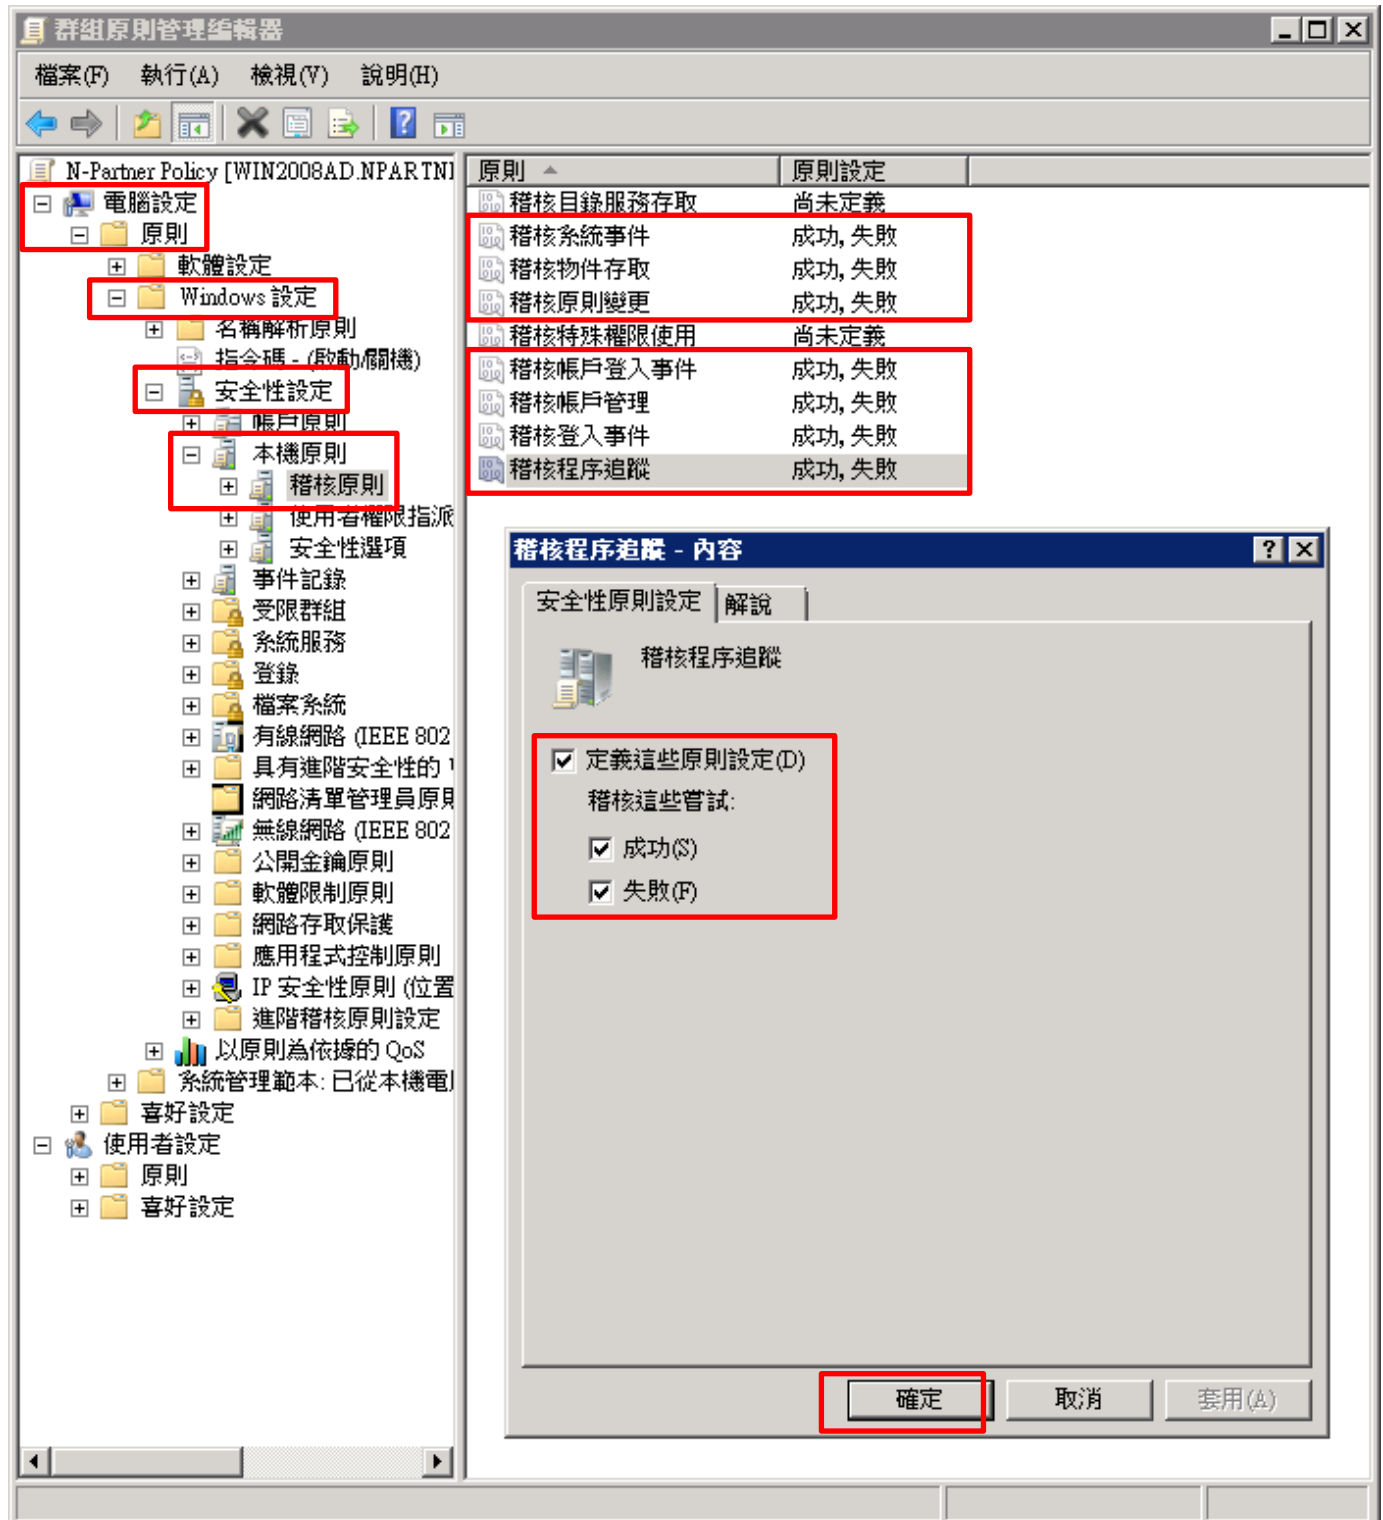 群組原則管理編輯器
檔案(F) 執行(A) 檢視(V) 說明(H)
N-Partner Policy [WIN2008AD.NPARTN
電腦設定
原則
軟體設定
Windows 設定
名稱解析原則
指令碼 - (啟動/關機)
安全性設定
帳戶原則
本機原則
稽核原則
使用者權限指派
安全性選項
事件記錄
受限群組
系統服務
登錄
檔案系統
有線網路 (IEEE 802
具有進階安全性的
網路清單管理員原則
無線網路 (IEEE 802
公開金鑰原則
軟體限制原則
網路存取保護
應用程式控制原則
IP 安全性原則 (位置
進階稽核原則設定
以原則為依據的 QoS
系統管理範本: 已從本機電
喜好設定
使用者設定
原則
喜好設定
原則 原則設定
稽核目錄服務存取 尚未定義
稽核系統事件 成功, 失敗
稽核物件存取 成功, 失敗
稽核原則變更 成功, 失敗
稽核特殊權限使用 尚未定義
稽核帳戶登入事件 成功, 失敗
稽核帳戶管理 成功, 失敗
稽核登入事件 成功, 失敗
稽核程序追蹤 成功, 失敗
稽核程序追蹤 - 內容
安全性原則設定 解說
稽核程序追蹤
定義這些原則設定(D)
稽核這些嘗試:
成功(S)
失敗(F)
確定 取消 套用(A)